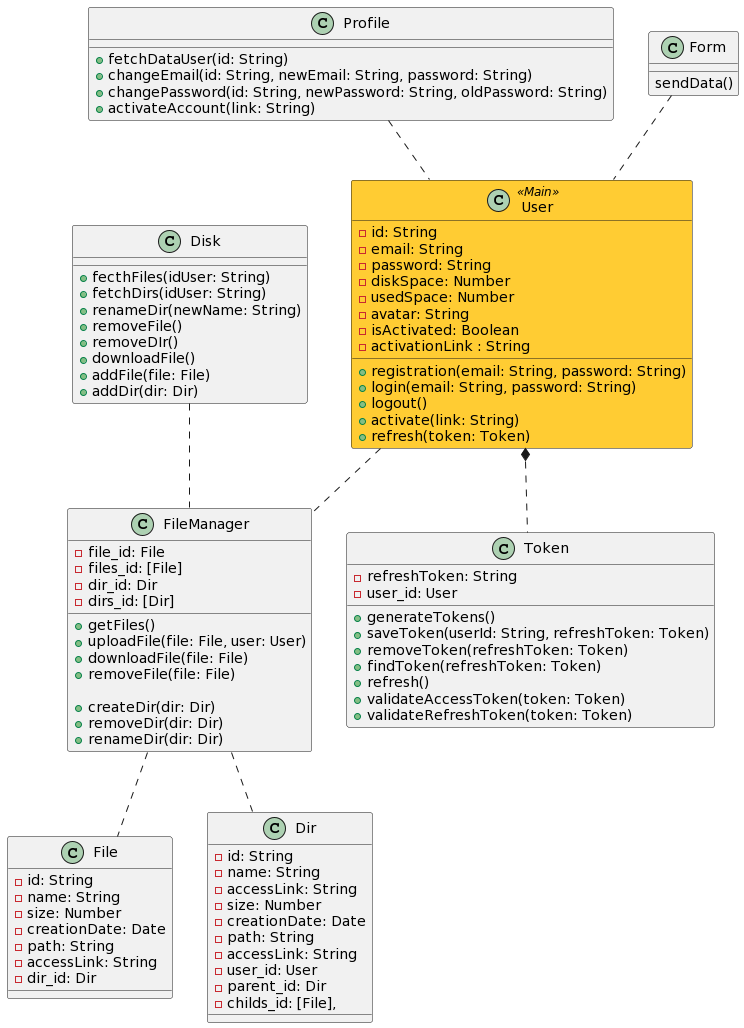 Profile
fetchDataUser(id: String)
changeEmail(id: String, newEmail: String, password: String)
changePassword(id: String, newPassword: String, oldPassword: String)
activateAccount(link: String)
Form
sendData()
«Main»
User
id: String
email: String
password: String
diskSpace: Number
usedSpace: Number
avatar: String
isActivated: Boolean
activationLink : String
registration(email: String, password: String)
login(email: String, password: String)
logout()
activate(link: String)
refresh(token: Token)
Disk
fecthFiles(idUser: String)
fetchDirs(idUser: String)
renameDir(newName: String)
removeFile()
removeDIr()
downloadFile()
addFile(file: File)
addDir(dir: Dir)
FileManager
file_id: File
files_id: [File]
dir_id: Dir
dirs_id: [Dir]
getFiles()
uploadFile(file: File, user: User)
downloadFile(file: File)
removeFile(file: File)
createDir(dir: Dir)
removeDir(dir: Dir)
renameDir(dir: Dir)
Token
refreshToken: String
user_id: User
generateTokens()
saveToken(userId: String, refreshToken: Token)
removeToken(refreshToken: Token)
findToken(refreshToken: Token)
refresh()
validateAccessToken(token: Token)
validateRefreshToken(token: Token)
File
id: String
name: String
size: Number
creationDate: Date
path: String
accessLink: String
dir_id: Dir
Dir
id: String
name: String
accessLink: String
size: Number
creationDate: Date
path: String
accessLink: String
user_id: User
parent_id: Dir
childs_id: [File],